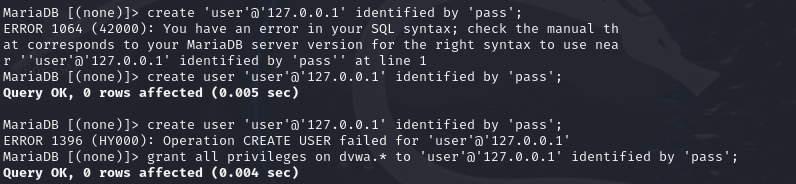 MariaDB [(none)]> create 'user'@'127.0.0.1' identified by 'pass';
ERROR 1064 (42000): You have an error in your SQL syntax; check the manual th
at corresponds to your MariaDB server version for the right syntax to use nea
r ''user'@'127.0.0.1' identified by 'pass'' at line 1
MariaDB [(none)]> create user 'user'@'127.0.0.1' identified by 'pass';
Query OK, 0 rows affected (0.005 sec)

MariaDB [(none)]> create user 'user'@'127.0.0.1' identified by 'pass';
ERROR 1396 (HY000): Operation CREATE USER failed for 'user'@'127.0.0.1'
MariaDB [(none)]> grant all privileges on dvwa.* to 'user'@'127.0.0.1' identified by 'pass';
Query OK, 0 rows affected (0.004 sec)